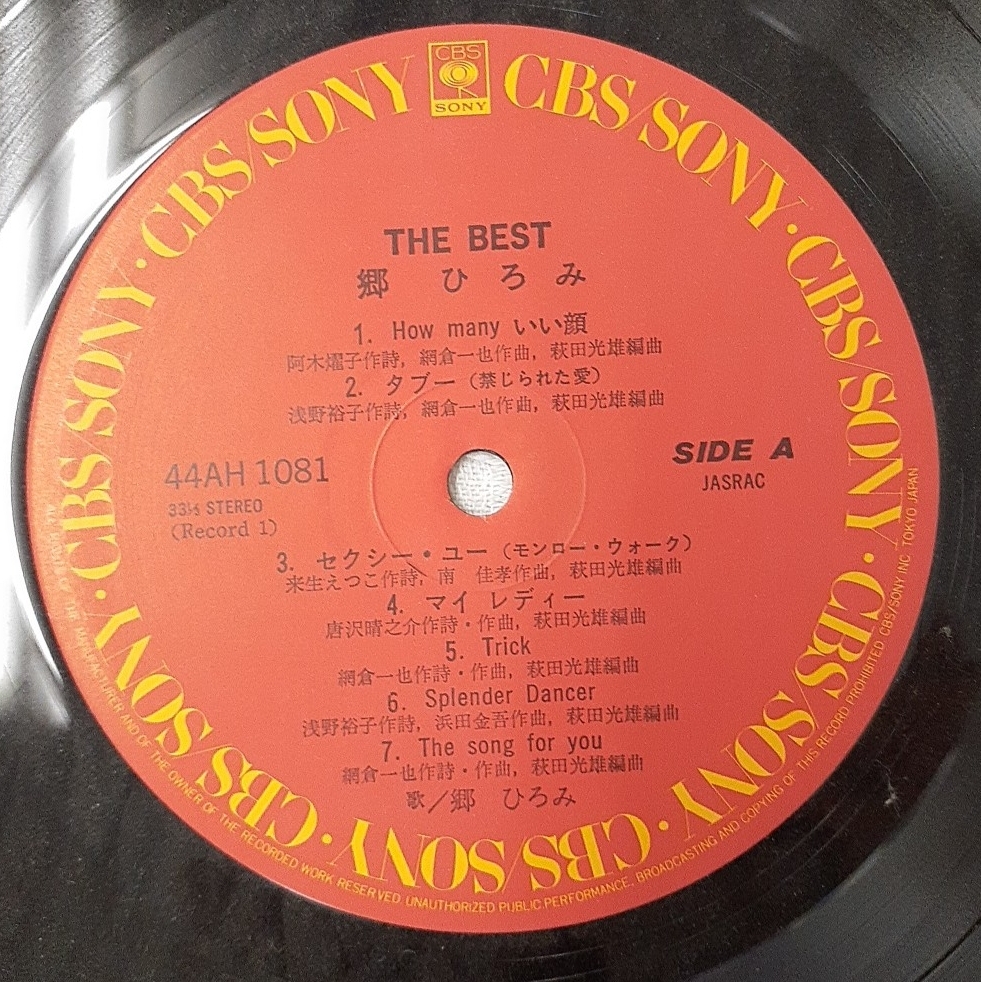 CBS
SONY
CBS/SONY · CBS/SONY · CBS/SONY · CBS/SONY · CBS/SONY · CBS/SONY · CBS/SONY · CBS/SONY · CBS/SONY
THE BEST
郷 ひろみ
1. How many いい顔
阿木燿子作詩, 網倉一也作曲, 萩田光雄編曲
2. タブー (禁じられた愛)
浅野裕子作詩, 網倉一也作曲, 萩田光雄編曲
44AH 1081
33⅓ STEREO
(Record 1)
SIDE A
JASRAC
3. セクシー・ユー (モンロー・ウォーク)
来生えつこ作詩, 南 佳孝作曲, 萩田光雄編曲
4. マイ レディー
唐沢晴之介作詩・作曲, 萩田光雄編曲
5. Trick
網倉一也作詩・作曲, 萩田光雄編曲
6. Splender Dancer
浅野裕子作詩, 浜田金吾作曲, 萩田光雄編曲
7. The song for you
網倉一也作詩・作曲, 萩田光雄編曲
歌/郷 ひろみ
THE MANUFACTURER AND OF THE OWNER OF THE RECORDED WORK RESERVED. UNAUTHORIZED PUBLIC PERFORMANCE, BROADCASTING AND COPYING OF THIS RECORD PROHIBITED CBS/SONY INC. TOKYO JAPAN